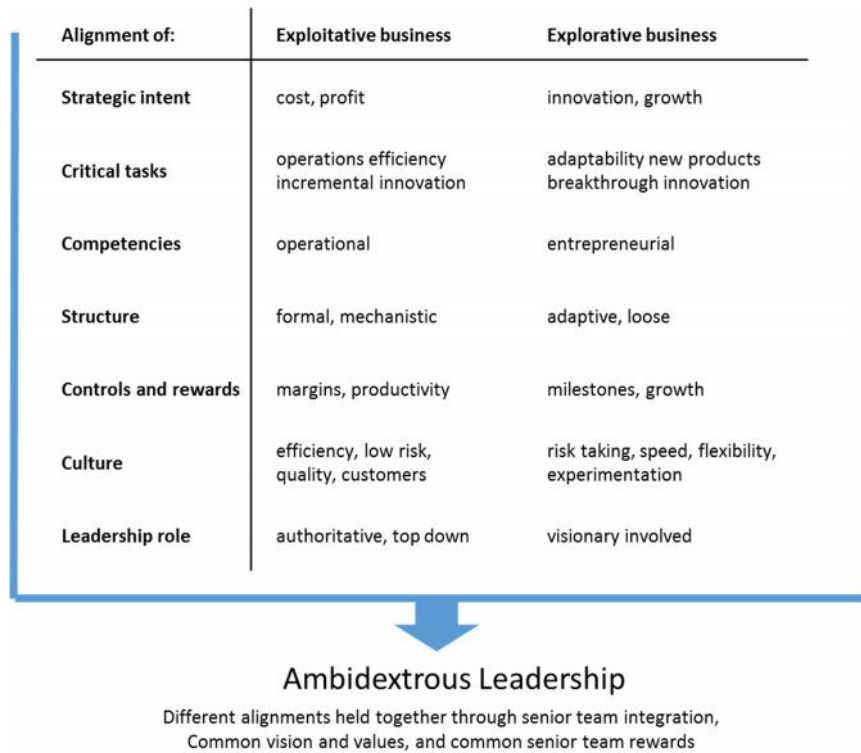 Alignment of: Exploitative business Explorative business
Strategic intent cost, profit innovation, growth
Critical tasks operations efficiency adaptability new products
incremental innovation breakthrough innovation
Competencies operational entrepreneurial
Structure formal, mechanistic adaptive, loose
Controls and rewards margins, productivity milestones, growth
Culture efficiency, low risk, risk taking, speed, flexibility,
quality, customers experimentation
Leadership role authoritative, top down visionary involved
Ambidextrous Leadership
Different alignments held together through senior team integration,
Common vision and values, and common senior team rewards